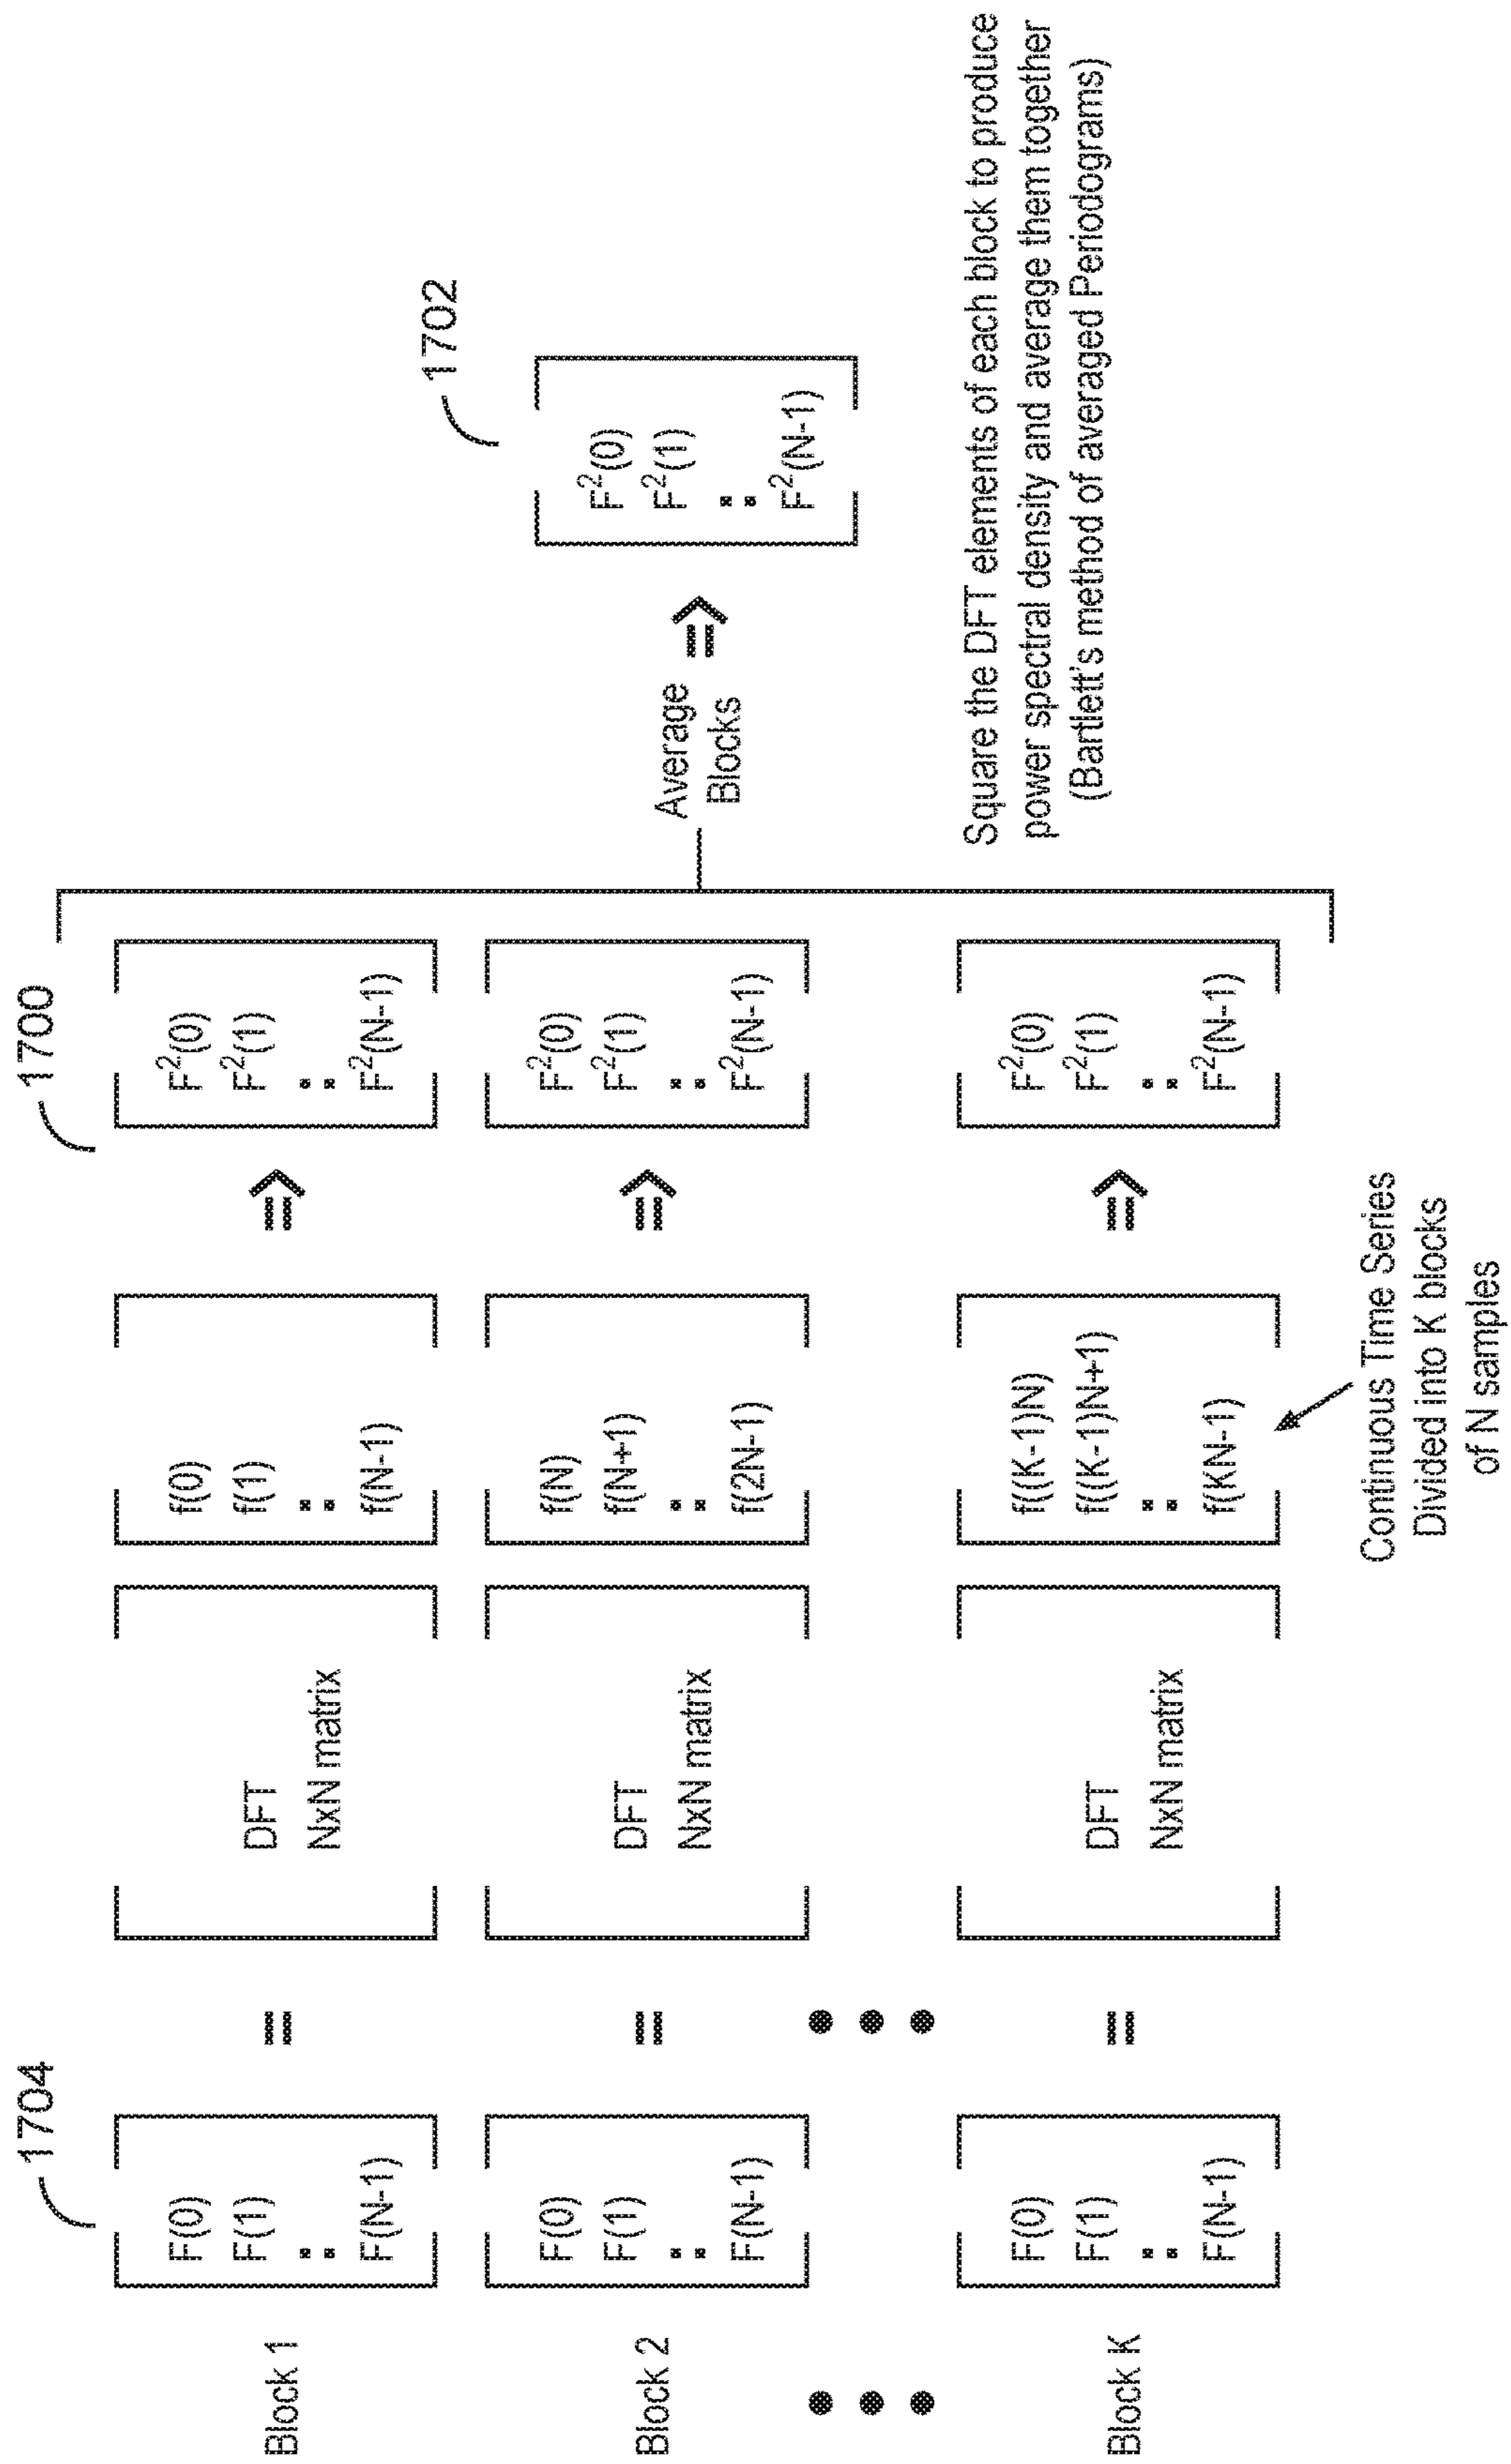 1704
1700
Block 1
F(0)
F(1)
:
F(N-1)
=
DFT
NxN matrix
f(0)
f(1)
:
f(N-1)
⇒
F²(0)
F²(1)
:
F²(N-1)
Block 2
F(0)
F(1)
:
F(N-1)
=
DFT
NxN matrix
f(N)
f(N+1)
:
f(2N-1)
⇒
F²(0)
F²(1)
:
F²(N-1)
Block K
F(0)
F(1)
:
F(N-1)
=
DFT
NxN matrix
f((K-1)N)
f((K-1)N+1)
:
f(KN-1)
⇒
F²(0)
F²(1)
:
F²(N-1)
Average
Blocks
⇒
1702
F²(0)
F²(1)
:
F²(N-1)
Continuous Time Series
Divided into K blocks
of N samples
Square the DFT elements of each block to produce
power spectral density and average them together
(Bartlett's method of averaged Periodograms)